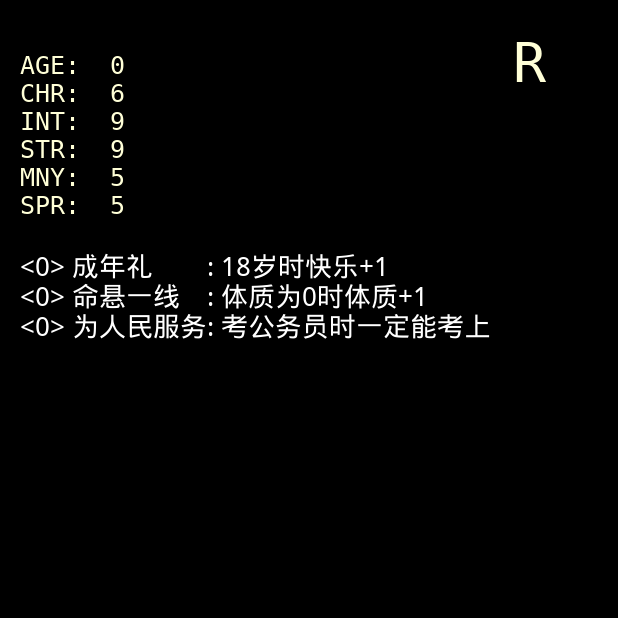 R
AGE: 0
CHR: 6
INT: 9
STR: 9
MNY: 5
SPR: 5
<0> 成年礼 : 18岁时快乐+1
<0> 命悬一线 : 体质为0时体质+1
<0> 为人民服务: 考公务员时一定能考上